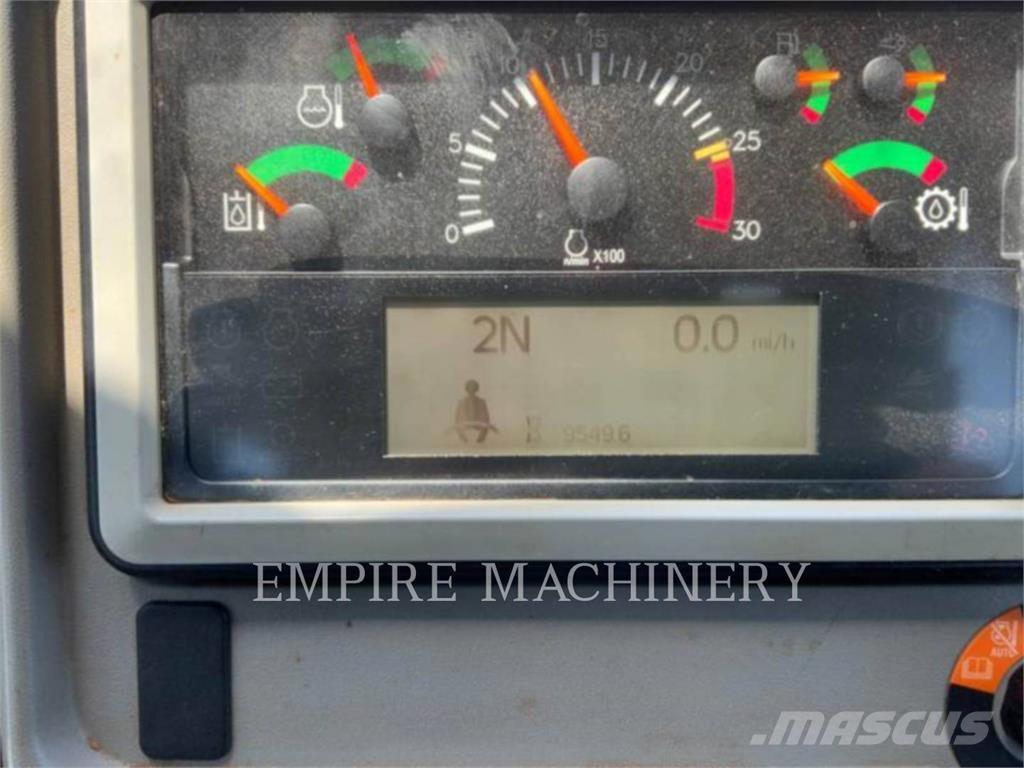 10 15 20
5 25
0 30
X100
2N 0.0 mi/h
9549.6
EMPIRE MACHINERY
AUTO
MASCUS